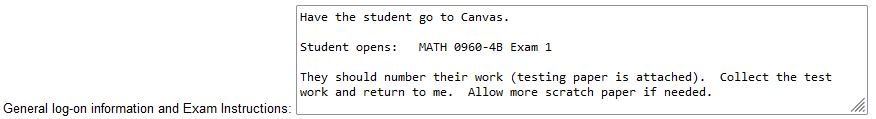 Have the student go to Canvas.
Student opens:   MATH 0960-4B Exam 1
They should number their work (testing paper is attached).  Collect the test
work and return to me.  Allow more scratch paper if needed.
General log-on information and Exam Instructions: